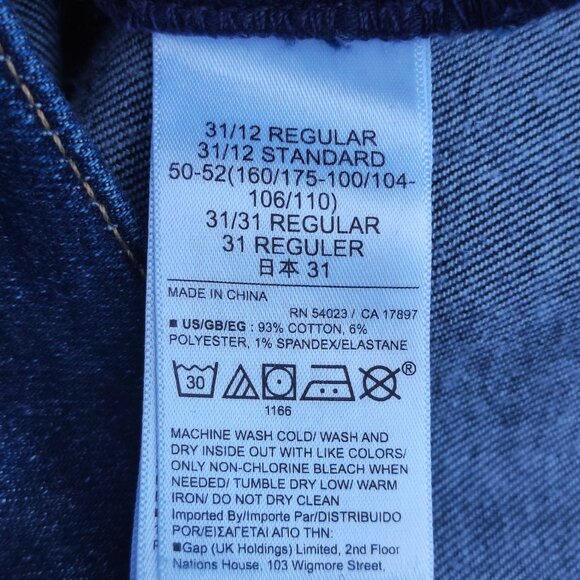 31/12 REGULAR
31/12 STANDARD
50-52(160/175-100/104-
106/110)
31/31 REGULAR
31 REGULER
日本 31
MADE IN CHINA
RN 54023 / CA 17897
■ US/GB/EG : 93% COTTON, 6%
POLYESTER, 1% SPANDEX/ELASTANE
30
®
1166
MACHINE WASH COLD/ WASH AND
DRY INSIDE OUT WITH LIKE COLORS/
ONLY NON-CHLORINE BLEACH WHEN
NEEDED/ TUMBLE DRY LOW/ WARM
IRON/ DO NOT DRY CLEAN
■ Imported By/Importe Par/DISTRIBUIDO
POR/ΕΙΣΑΓΕΤΑΙ ΑΠΟ ΤΗΝ:
■Gap (UK Holdings) Limited, 2nd Floor
Nations House, 103 Wigmore Street,